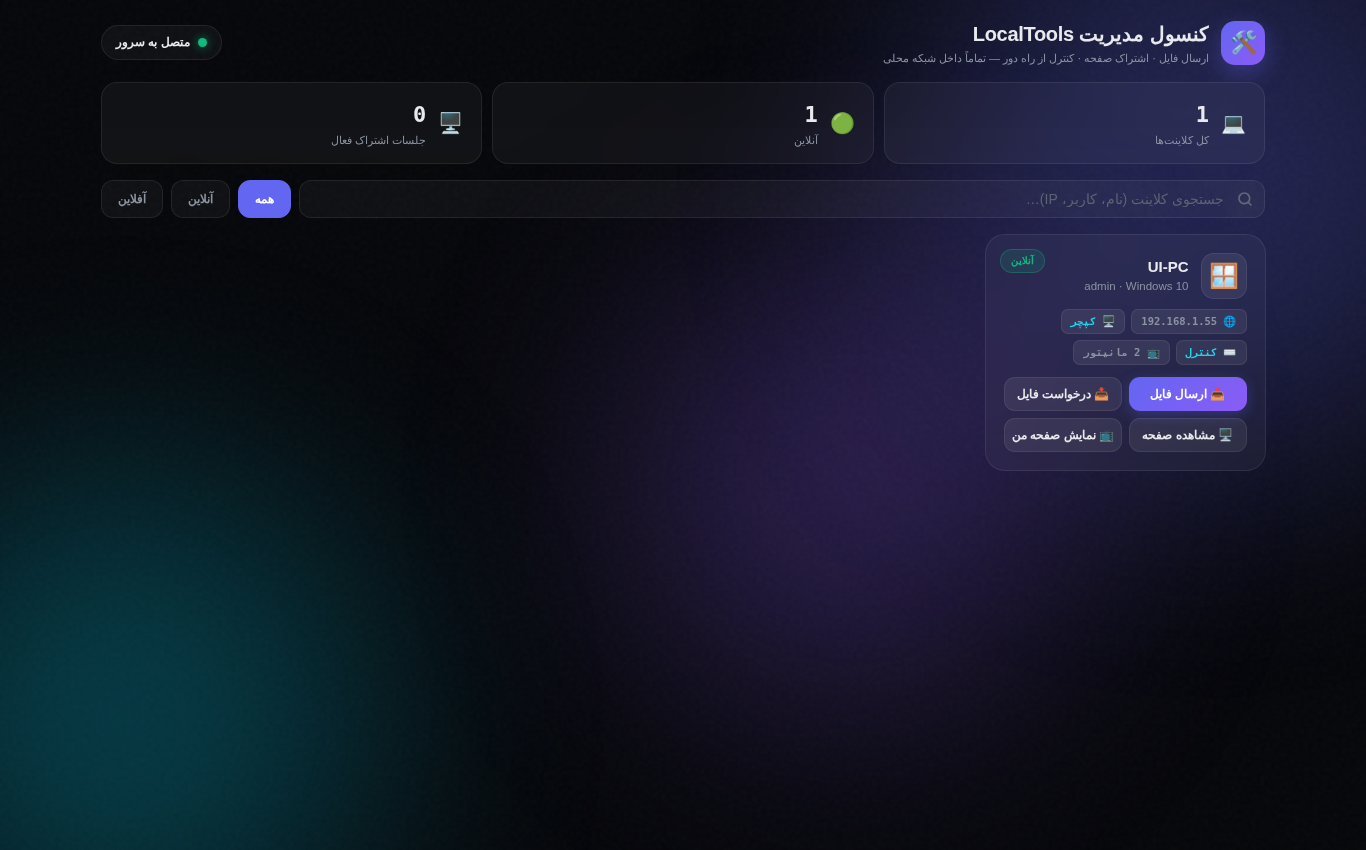 کنسول مدیریت LocalTools
ارسال فایل · اشتراک صفحه · کنترل از راه دور — تماماً داخل شبکه محلی
متصل به سرور
1
کل کلاینت‌ها
1
آنلاین
0
جلسات اشتراک فعال
جستجوی کلاینت (نام، کاربر، IP)...
همه
آنلاین
آفلاین
UI-PC
admin · Windows 10
آنلاین
192.168.1.55
کپچر
کنترل
2 مانیتور
ارسال فایل
درخواست فایل
مشاهده صفحه
نمایش صفحه من